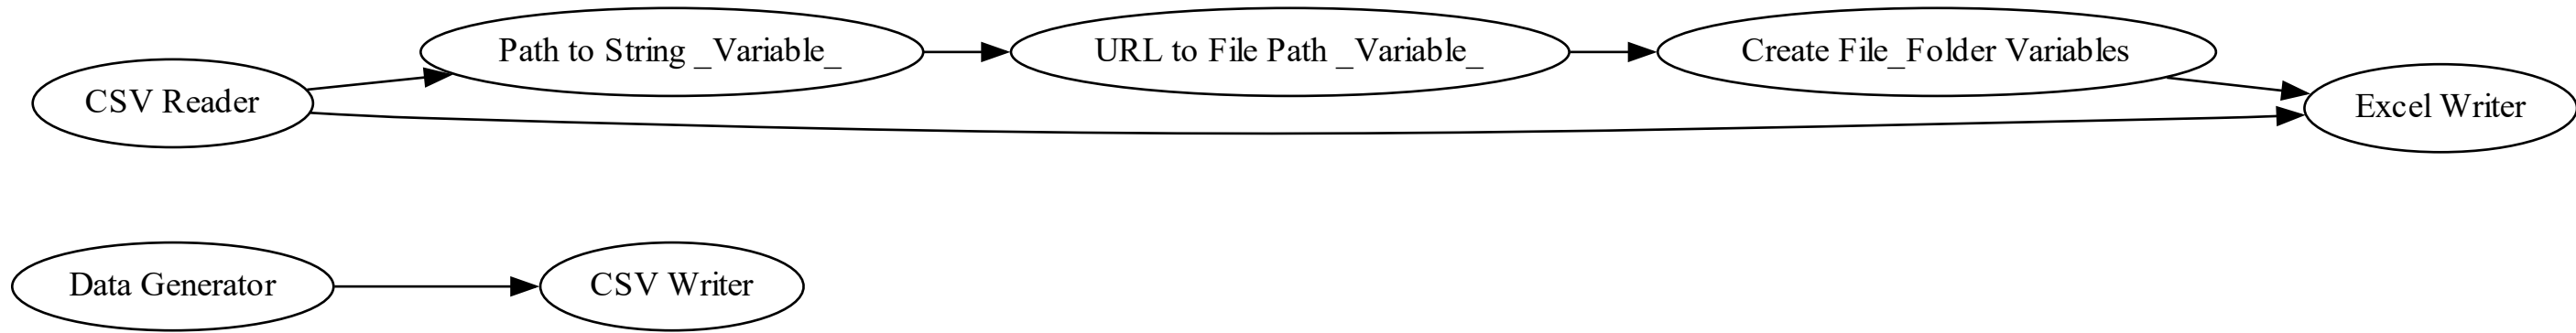 Path to String _Variable_
URL to File Path _Variable_
Create File_Folder Variables
CSV Reader
Excel Writer
Data Generator
CSV Writer